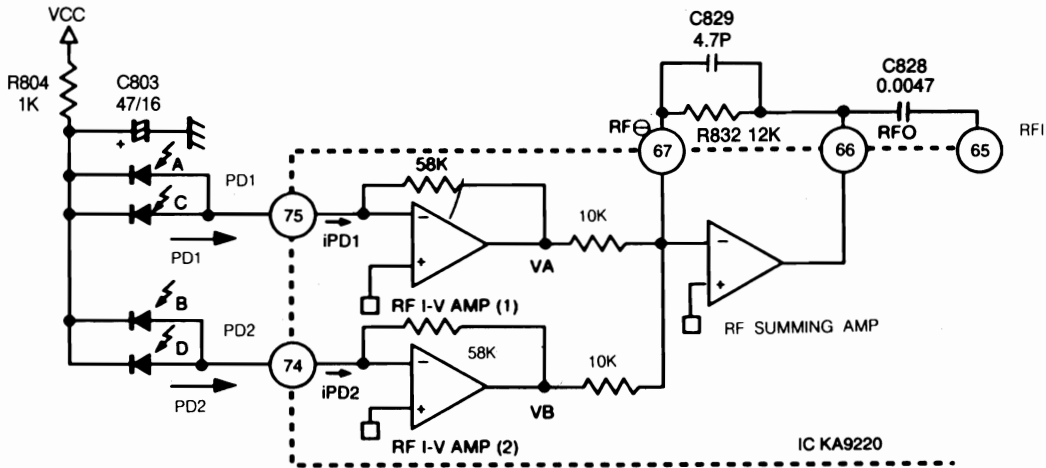 VCC
R804
1K
C803
47/16
+
A
C
PD1
PD1
B
D
PD2
PD2
75
iPD1
58K
−
+
VA
10K
RF I-V AMP (1)
74
iPD2
58K
−
+
VB
10K
RF I-V AMP (2)
C829
4.7P
RF⊖
R832 12K
67
C828
0.0047
RFO
66
65
RFI
−
+
RF SUMMING AMP
IC KA9220